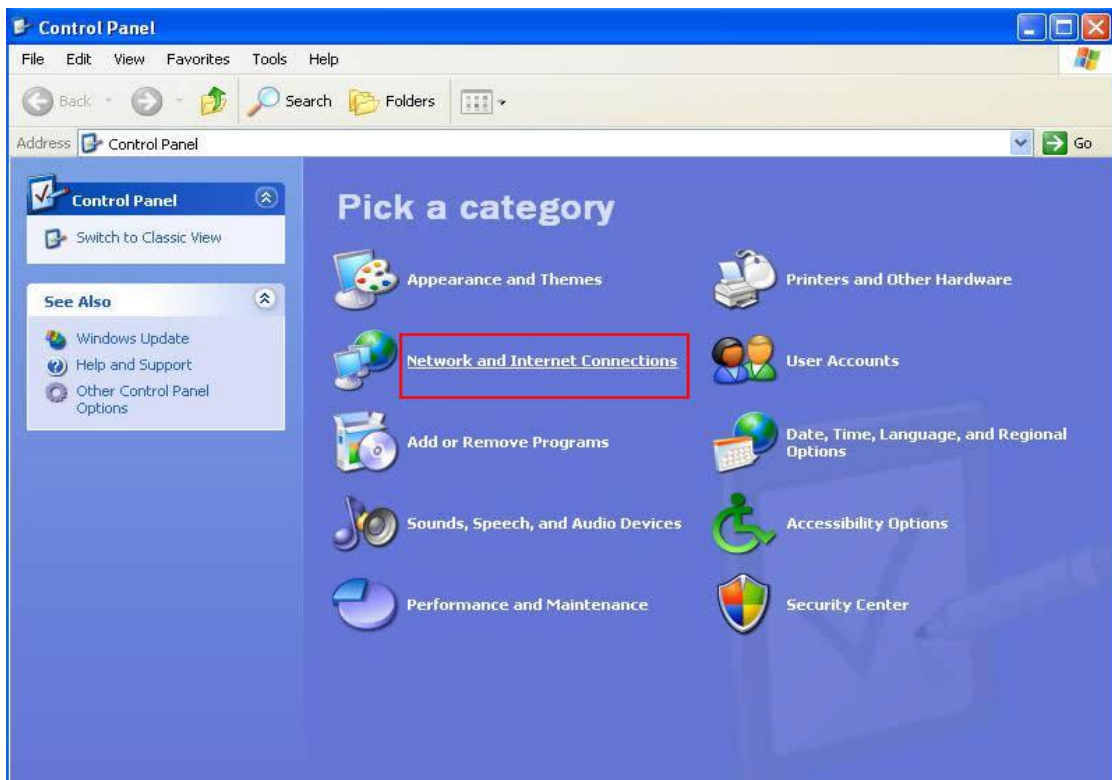 Control Panel
File Edit View Favorites Tools Help
Back Search Folders
Address Control Panel Go
Control Panel
Switch to Classic View
See Also
Windows Update
Help and Support
Other Control Panel
Options
Pick a category
Appearance and Themes
Printers and Other Hardware
Network and Internet Connections
User Accounts
Add or Remove Programs
Date, Time, Language, and Regional
Options
Sounds, Speech, and Audio Devices
Accessibility Options
Performance and Maintenance
Security Center